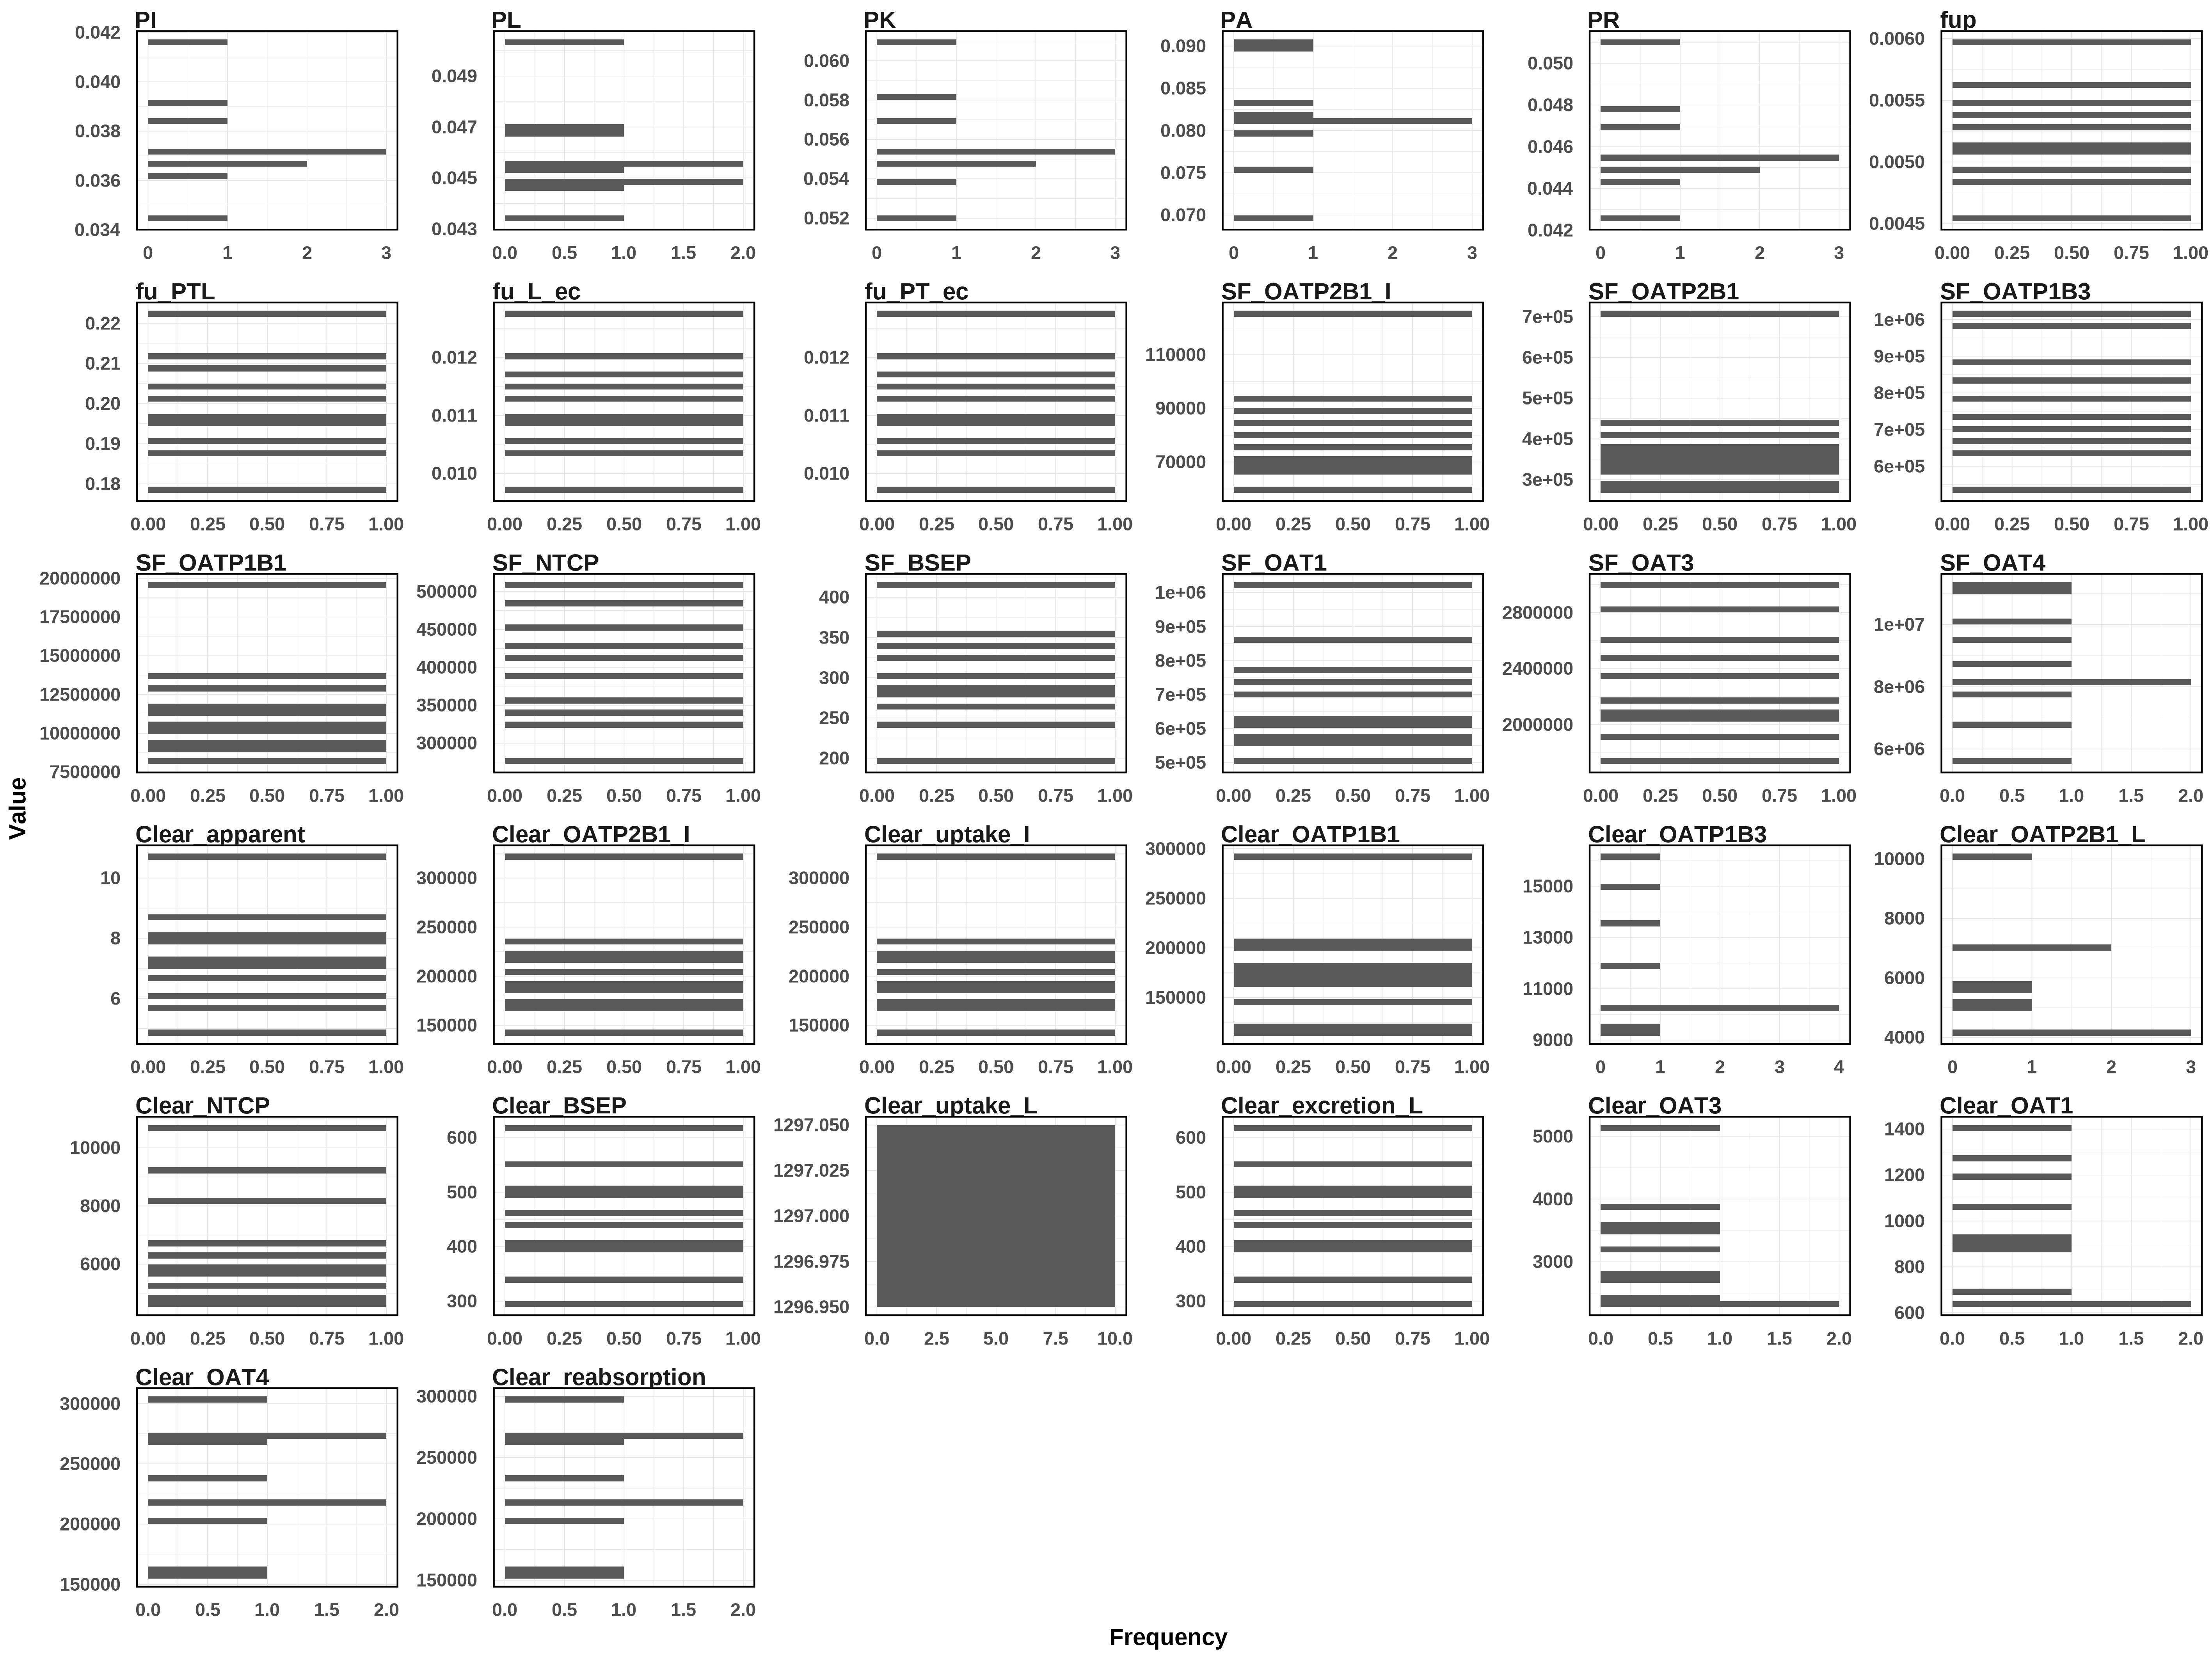 PI PL PK PA PR fup
0.042 0.040 0.038 0.036 0.034
0.049 0.047 0.045 0.043
0.060 0.058 0.056 0.054 0.052
0.090 0.085 0.080 0.075 0.070
0.050 0.048 0.046 0.044 0.042
0.0060 0.0055 0.0050 0.0045
0 1 2 3
0.0 0.5 1.0 1.5 2.0
0 1 2 3
0 1 2 3
0 1 2 3
0.00 0.25 0.50 0.75 1.00
fu_PTL fu_L_ec fu_PT_ec SF_OATP2B1_I SF_OATP2B1 SF_OATP1B3
0.22 0.21 0.20 0.19 0.18
0.012 0.011 0.010
0.012 0.011 0.010
110000 90000 70000
7e+05 6e+05 5e+05 4e+05 3e+05
1e+06 9e+05 8e+05 7e+05 6e+05
0.00 0.25 0.50 0.75 1.00
0.00 0.25 0.50 0.75 1.00
0.00 0.25 0.50 0.75 1.00
0.00 0.25 0.50 0.75 1.00
0.00 0.25 0.50 0.75 1.00
0.00 0.25 0.50 0.75 1.00
SF_OATP1B1 SF_NTCP SF_BSEP SF_OAT1 SF_OAT3 SF_OAT4
20000000 17500000 15000000 12500000 10000000 7500000
500000 450000 400000 350000 300000
400 350 300 250 200
1e+06 9e+05 8e+05 7e+05 6e+05 5e+05
2800000 2400000 2000000
1e+07 8e+06 6e+06
0.00 0.25 0.50 0.75 1.00
0.00 0.25 0.50 0.75 1.00
0.00 0.25 0.50 0.75 1.00
0.00 0.25 0.50 0.75 1.00
0.00 0.25 0.50 0.75 1.00
0.0 0.5 1.0 1.5 2.0
Value
Clear_apparent Clear_OATP2B1_I Clear_uptake_I Clear_OATP1B1 Clear_OATP1B3 Clear_OATP2B1_L
10 8 6
300000 250000 200000 150000
300000 250000 200000 150000
300000 250000 200000 150000
15000 13000 11000 9000
10000 8000 6000 4000
0.00 0.25 0.50 0.75 1.00
0.00 0.25 0.50 0.75 1.00
0.00 0.25 0.50 0.75 1.00
0.00 0.25 0.50 0.75 1.00
0 1 2 3 4
0 1 2 3
Clear_NTCP Clear_BSEP Clear_uptake_L Clear_excretion_L Clear_OAT3 Clear_OAT1
10000 8000 6000
600 500 400 300
1297.050 1297.025 1297.000 1296.975 1296.950
600 500 400 300
5000 4000 3000
1400 1200 1000 800 600
0.00 0.25 0.50 0.75 1.00
0.00 0.25 0.50 0.75 1.00
0.0 2.5 5.0 7.5 10.0
0.00 0.25 0.50 0.75 1.00
0.0 0.5 1.0 1.5 2.0
0.0 0.5 1.0 1.5 2.0
Clear_OAT4 Clear_reabsorption
300000 250000 200000 150000
300000 250000 200000 150000
0.0 0.5 1.0 1.5 2.0
0.0 0.5 1.0 1.5 2.0
Frequency